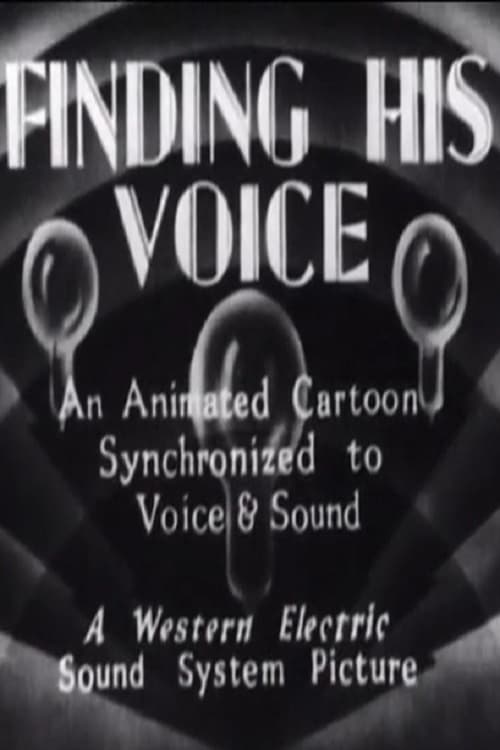 FINDING HIS
VOICE
An Animated Cartoon
Synchronized to
Voice & Sound
A Western Electric
Sound System Picture